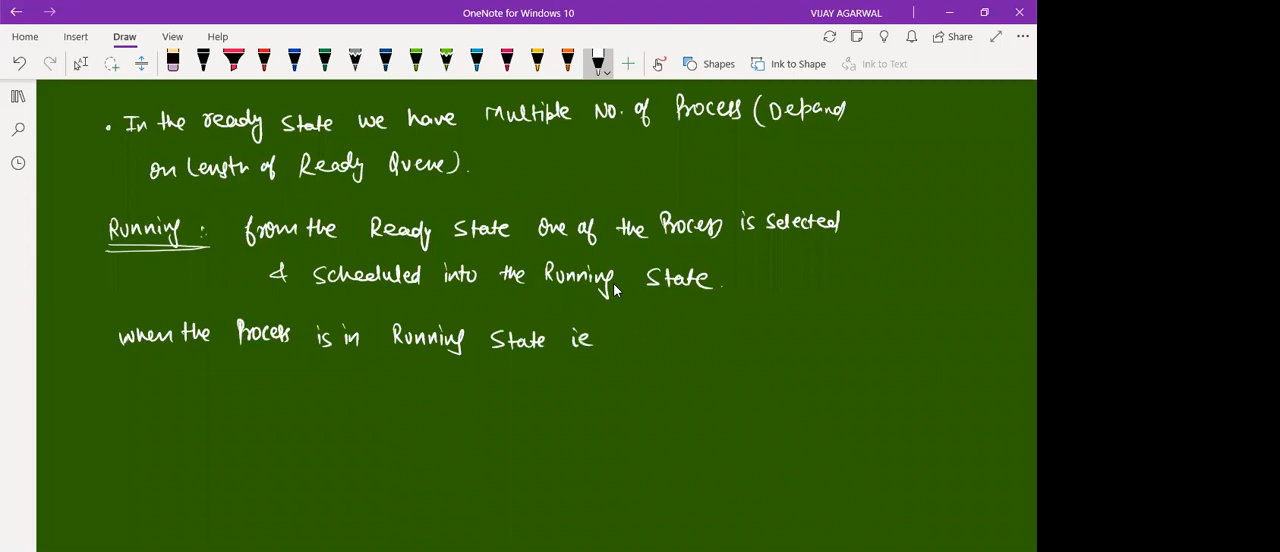 OneNote for Windows 10
VIJAY AGARWAL
Home Insert Draw View Help
Share
Shapes Ink to Shape Ink to Text
. In the ready state we have Multiple No. of Process (Depand
on Length of Ready Queue).
Running : from the Ready State one of the Process is selected
& Scheduled into the Running State.
when the Process is in Running State ie